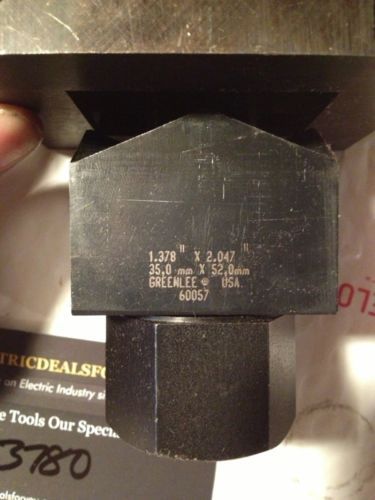 1.378" X 2.047"
35.0 mm X 52.0mm
GREENLEE ® USA
60057
TRICDEALSFO
on Electric Industry si
e Tools Our Specia
3780